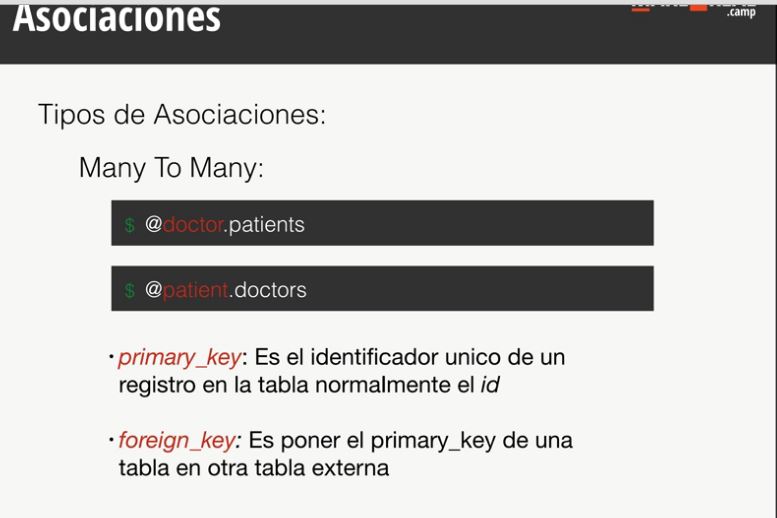 Asociaciones
.camp
Tipos de Asociaciones:
Many To Many:
$ @doctor.patients
$ @patient.doctors
· primary_key: Es el identificador unico de un
registro en la tabla normalmente el id
· foreign_key: Es poner el primary_key de una
tabla en otra tabla externa